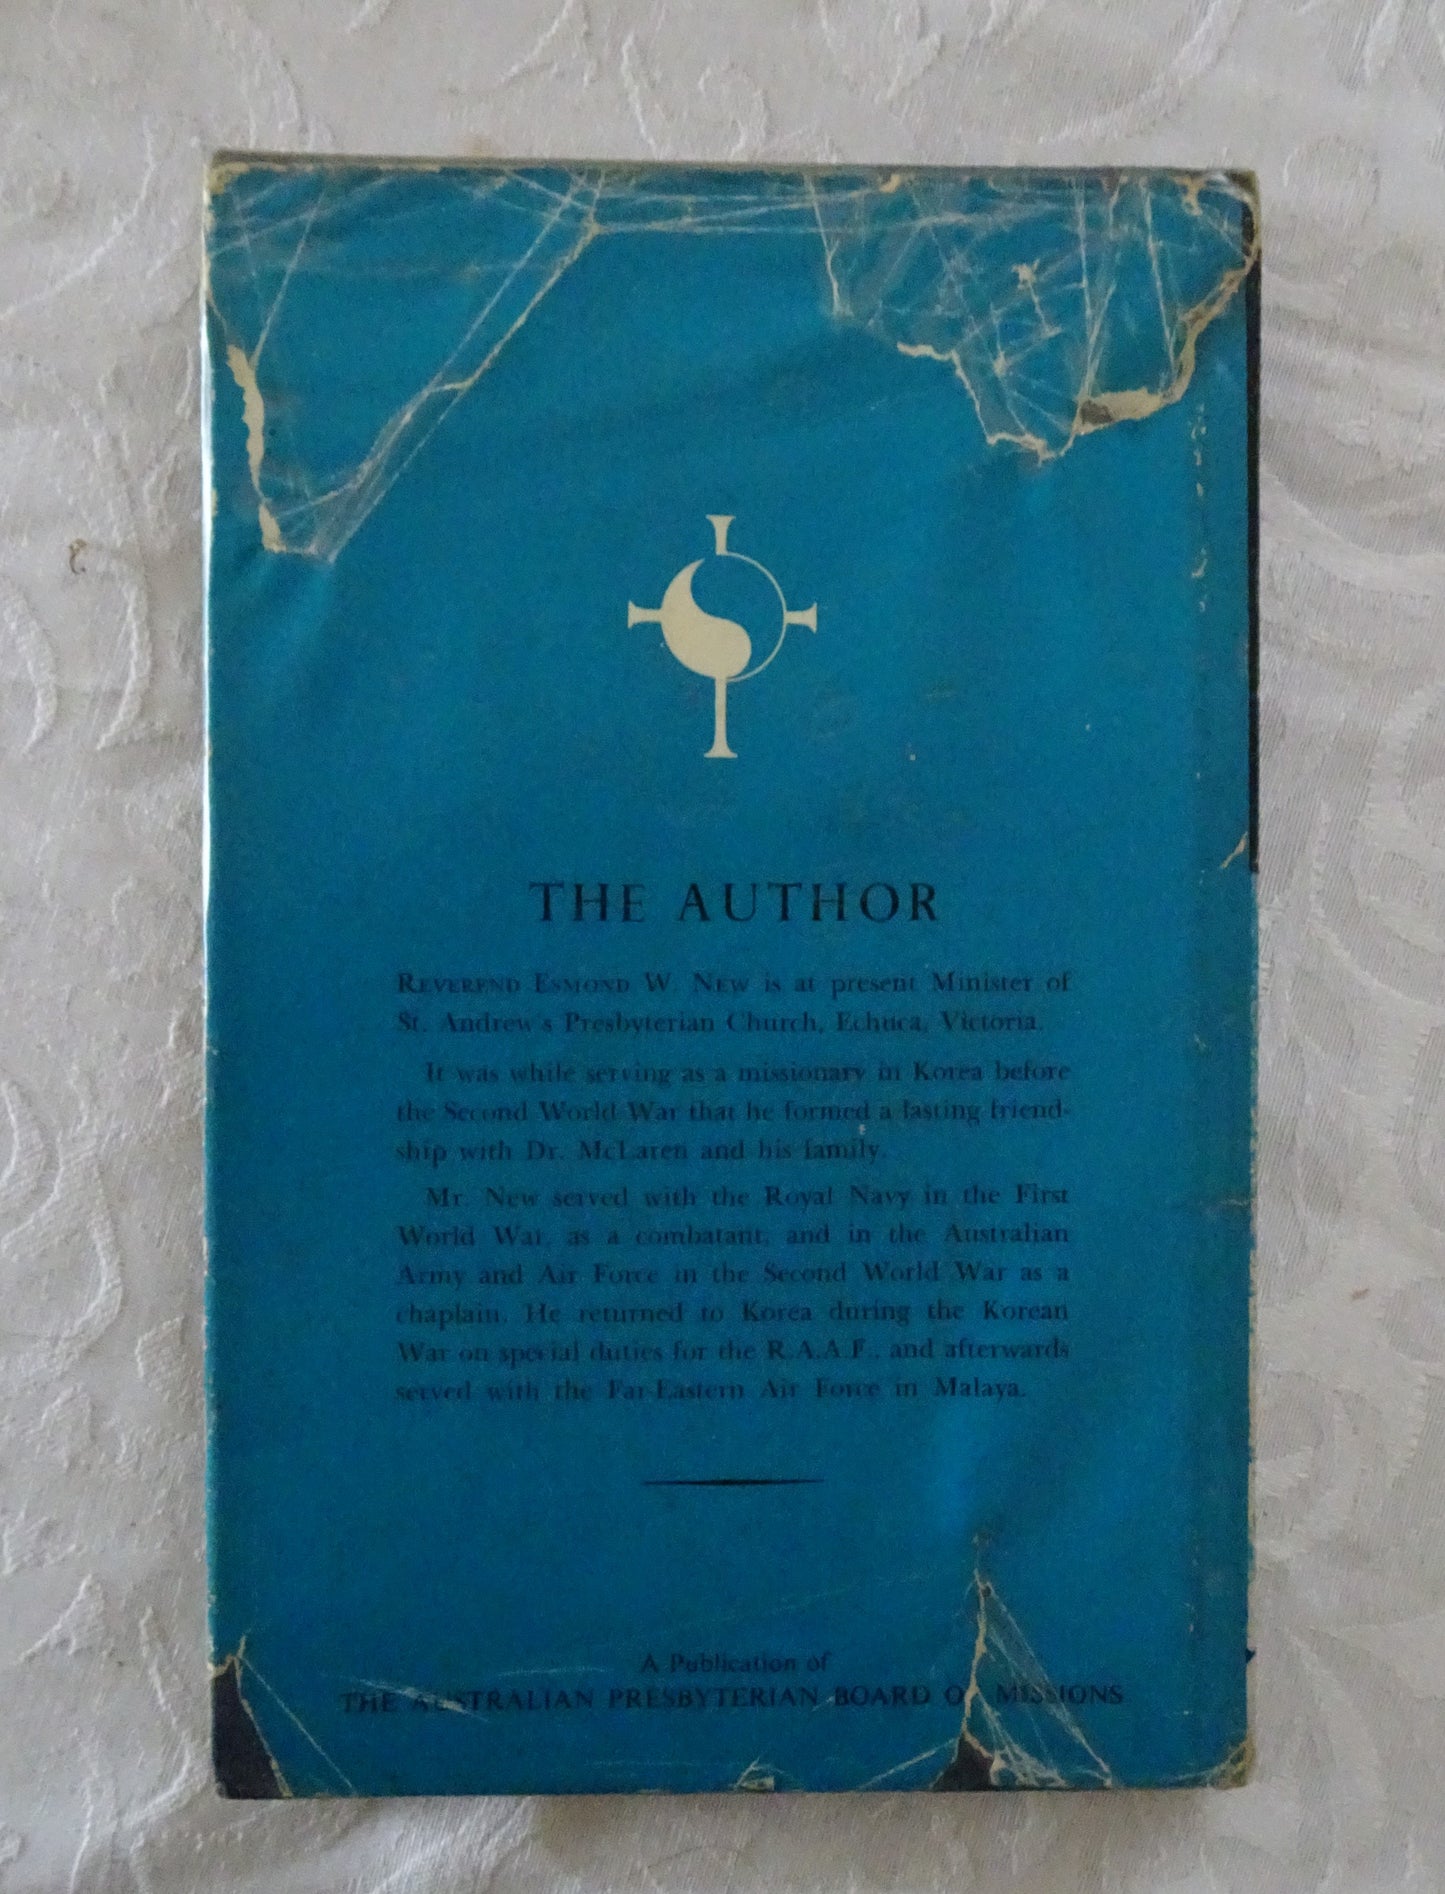 THE AUTHOR
REVEREND ESMOND W. NEW is at present Minister of
St. Andrew's Presbyterian Church, Echuca, Victoria.
It was while serving as a missionary in Korea before
the Second World War that he formed a lasting friend-
ship with Dr. McLaren and his family.
Mr. New served with the Royal Navy in the First
World War, as a combatant, and in the Australian
Army and Air Force in the Second World War as a
chaplain. He returned to Korea during the Korean
War on special duties for the R.A.A.F., and afterwards
served with the Far-Eastern Air Force in Malaya.
A Publication of
THE AUSTRALIAN PRESBYTERIAN BOARD OF MISSIONS